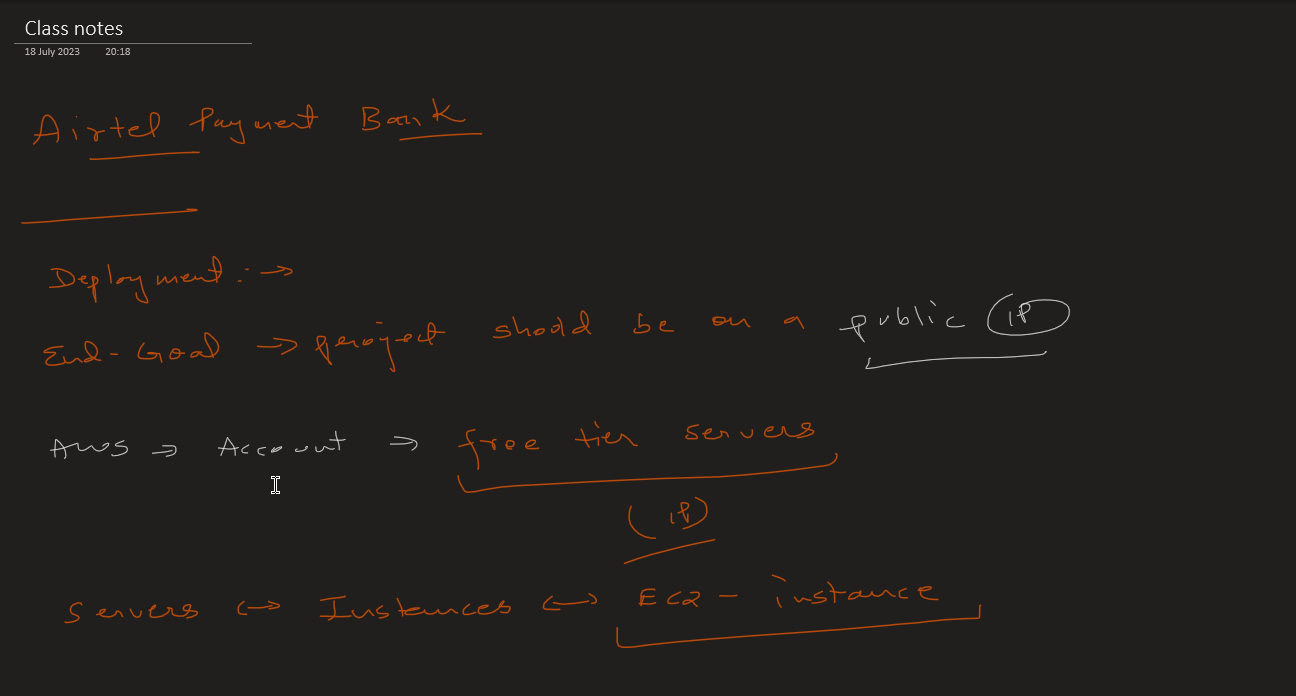 Class notes
18 July 2023 20:18
Airtel Payment Bank
Deployment :→
End-Goal → project should be on a public IP
AWS → Account → free tier servers
(IP)
Servers ↔ Instances ↔ EC2 - instance